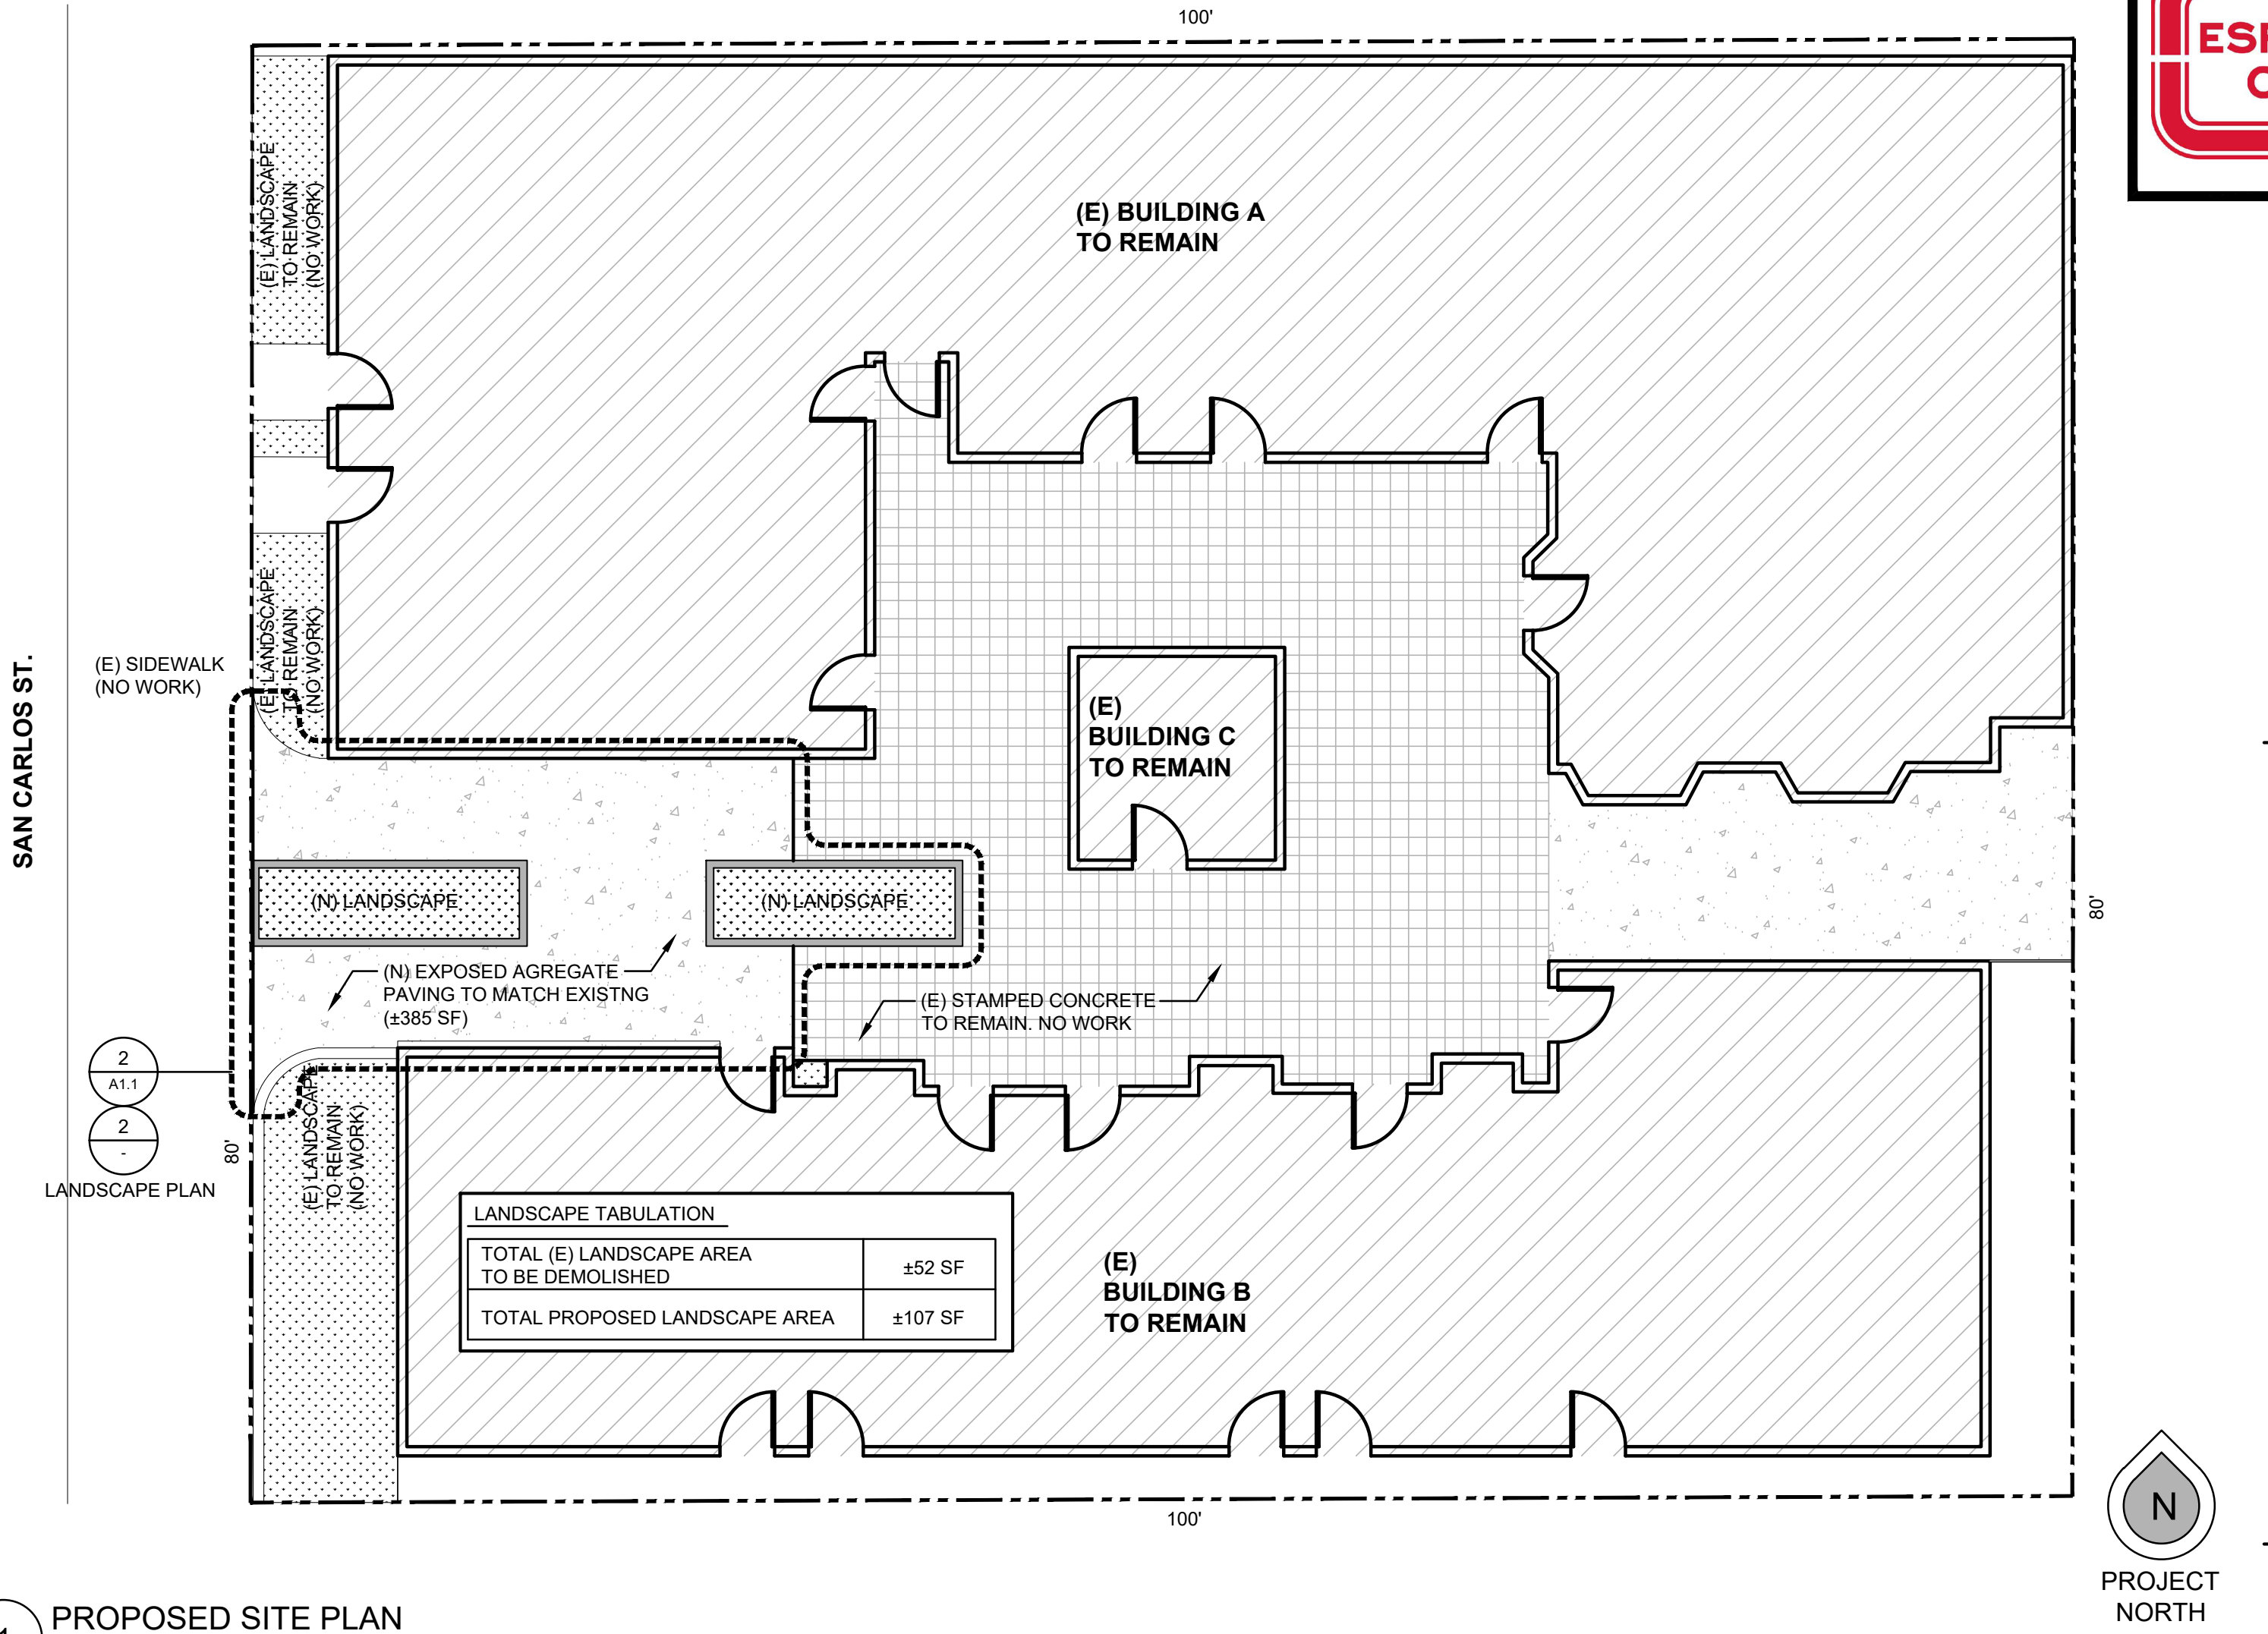 100'
(E) LANDSCAPE
TO REMAIN
(NO WORK)
(E) BUILDING A
TO REMAIN
(E) LANDSCAPE
TO REMAIN
(NO WORK)
SAN CARLOS ST.
(E) SIDEWALK
(NO WORK)
(E)
BUILDING C
TO REMAIN
(N) LANDSCAPE
(N) LANDSCAPE
80'
(N) EXPOSED AGREGATE
PAVING TO MATCH EXISTNG
(±385 SF)
(E) STAMPED CONCRETE
TO REMAIN. NO WORK
2
A1.1
2
-
LANDSCAPE PLAN
80'
(E) LANDSCAPE
TO REMAIN
(NO WORK)
LANDSCAPE TABULATION
TOTAL (E) LANDSCAPE AREA
TO BE DEMOLISHED
±52 SF
TOTAL PROPOSED LANDSCAPE AREA
±107 SF
(E)
BUILDING B
TO REMAIN
100'
N
PROJECT
NORTH
PROPOSED SITE PLAN